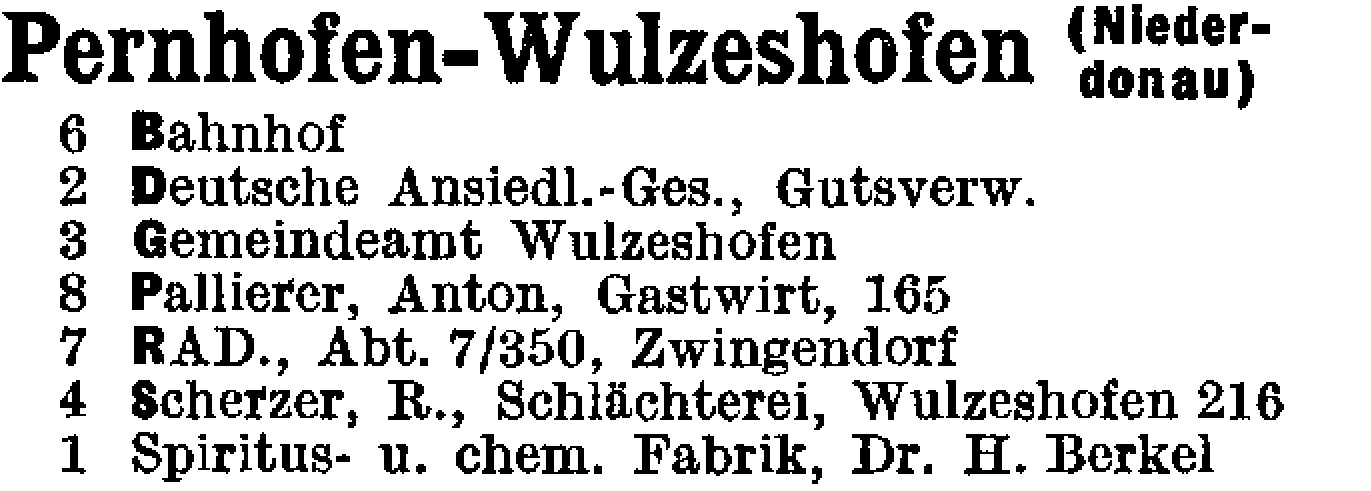 Pernhofen-Wulzeshofen (Nieder-
donau)
6 Bahnhof
2 Deutsche Ansiedl.-Ges., Gutsverw.
3 Gemeindeamt Wulzeshofen
8 Pallierer, Anton, Gastwirt, 165
7 RAD., Abt. 7/350, Zwingendorf
4 Scherzer, R., Schlächterei, Wulzeshofen 216
1 Spiritus- u. chem. Fabrik, Dr. H. Berkel